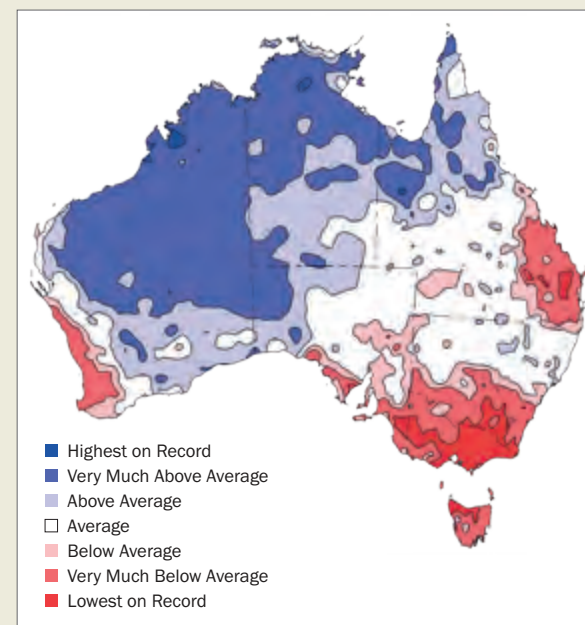 Highest on Record
Very Much Above Average
Above Average
Average
Below Average
Very Much Below Average
Lowest on Record